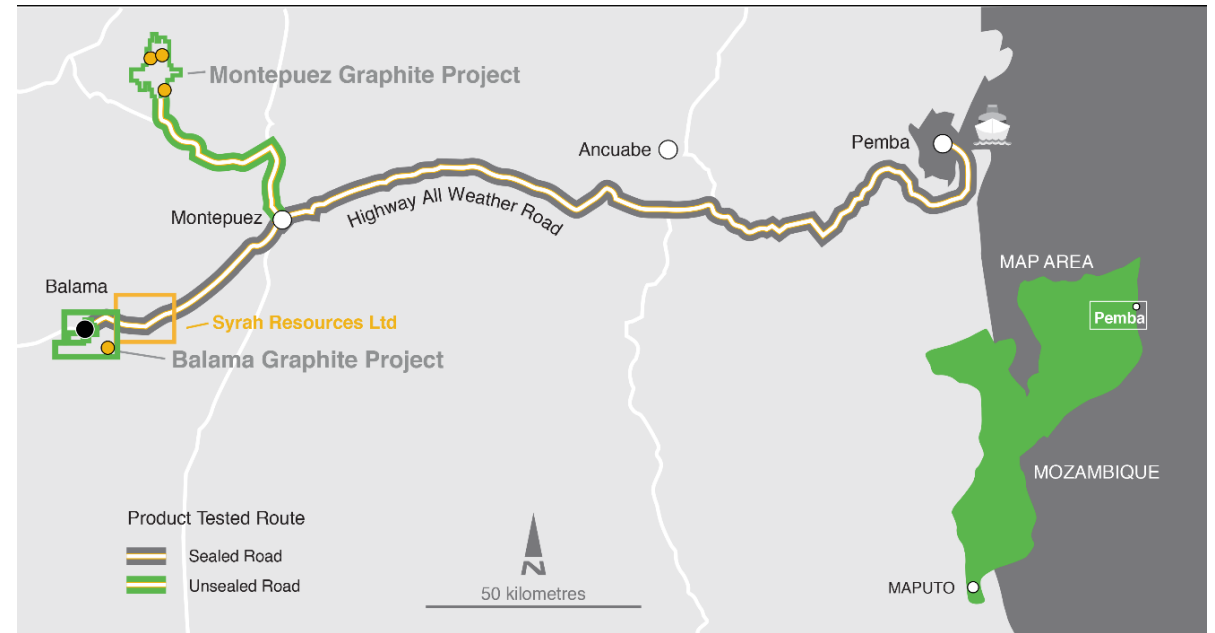 Montepuez Graphite Project
Ancuabe
Pemba
Montepuez
Highway All Weather Road
MAP AREA
Balama
Pemba
Syrah Resources Ltd
Balama Graphite Project
MOZAMBIQUE
Product Tested Route
Sealed Road
N
Unsealed Road
50 kilometres
MAPUTO